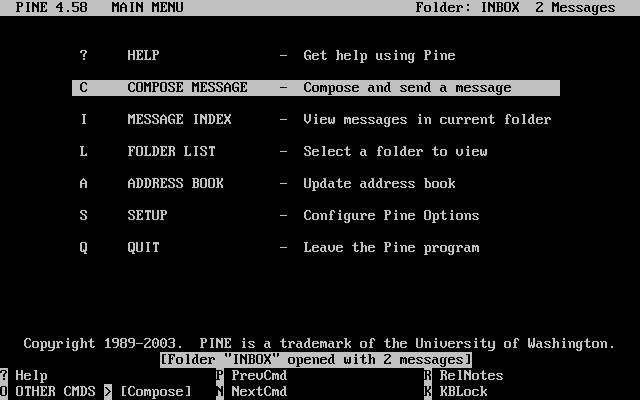 PINE 4.58   MAIN MENU                     Folder: INBOX  2 Messages
?     HELP               -  Get help using Pine
C     COMPOSE MESSAGE    -  Compose and send a message
I     MESSAGE INDEX      -  View messages in current folder
L     FOLDER LIST        -  Select a folder to view
A     ADDRESS BOOK       -  Update address book
S     SETUP              -  Configure Pine Options
Q     QUIT               -  Leave the Pine program
Copyright 1989-2003.  PINE is a trademark of the University of Washington.
[Folder "INBOX" opened with 2 messages]
? Help                     P PrevCmd                 R RelNotes
O OTHER CMDS > [Compose]   N NextCmd                 K KBLock